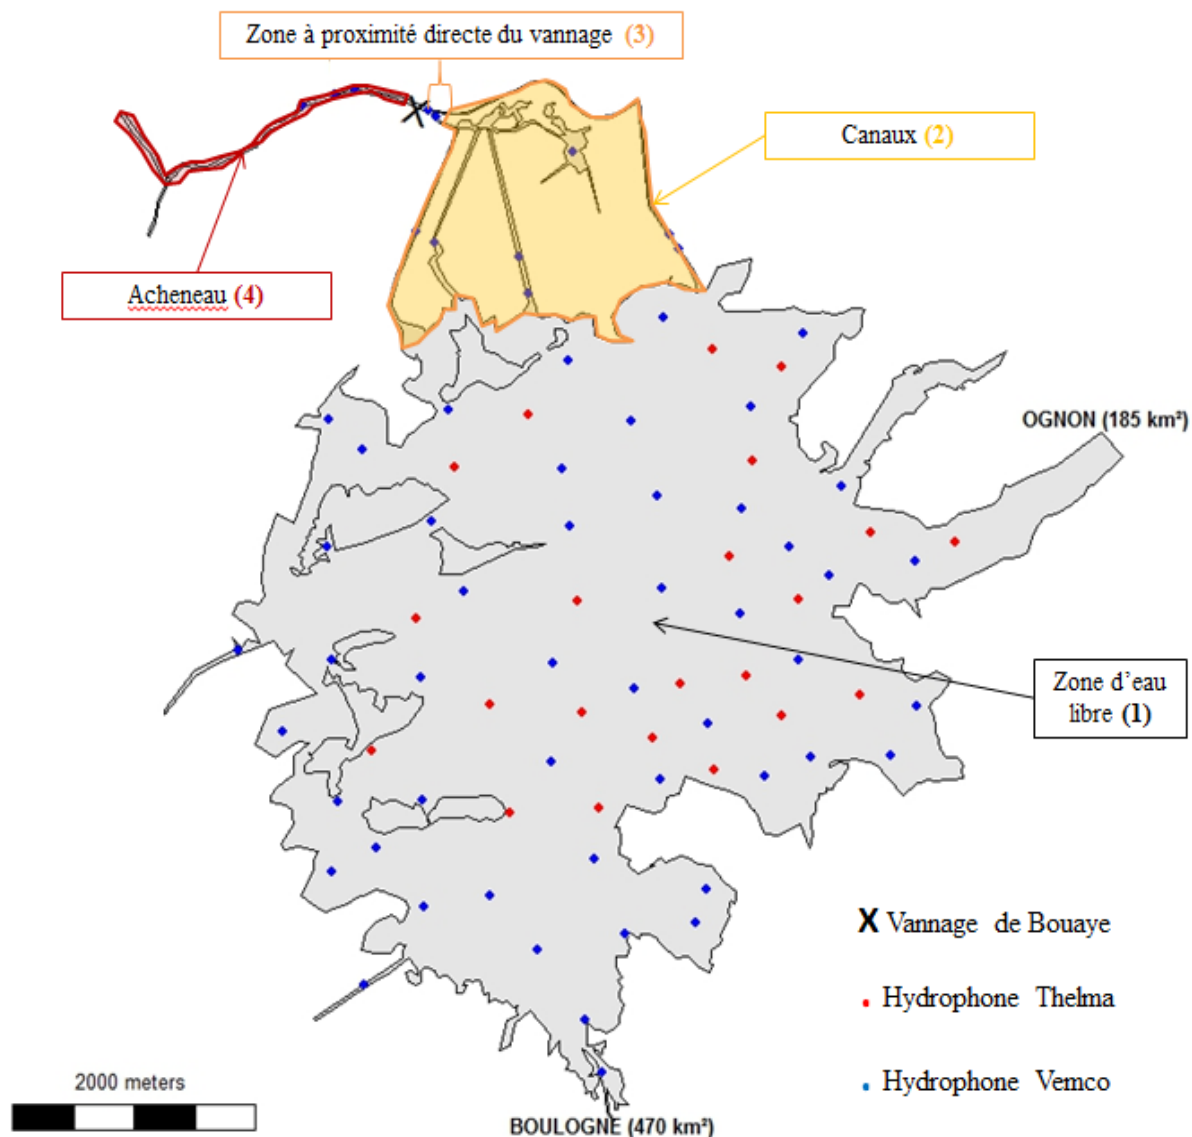 Zone à proximité directe du vannage (3)
Canaux (2)
Acheneau (4)
OGNON (185 km²)
Zone d'eau
libre (1)
X Vannage de Bouaye
Hydrophone Thelma
Hydrophone Vemco
2000 meters
BOULOGNE (470 km²)